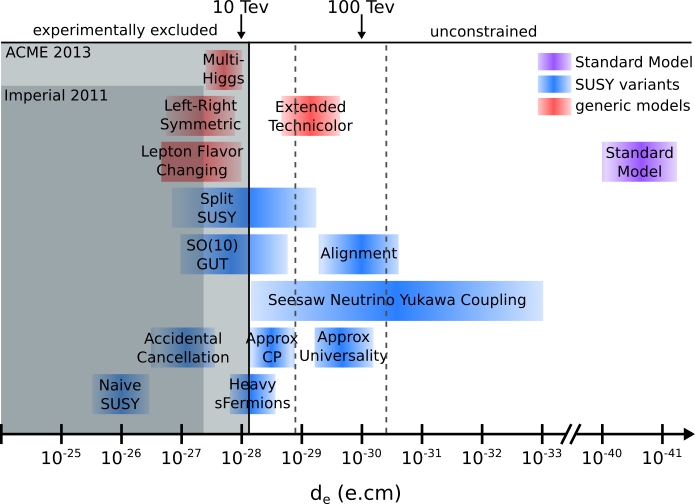 10 Tev
100 Tev
experimentally excluded
unconstrained
ACME 2013
Imperial 2011
Standard Model
SUSY variants
generic models
Multi-
Higgs
Left-Right
Symmetric
Extended
Technicolor
Lepton Flavor
Changing
Standard
Model
Split
SUSY
SO(10)
GUT
Alignment
Seesaw Neutrino Yukawa Coupling
Accidental
Cancellation
Approx
CP
Approx
Universality
Naive
SUSY
Heavy
sFermions
10-25 10-26 10-27 10-28 10-29 10-30 10-31 10-32 10-33 10-40 10-41
de (e.cm)